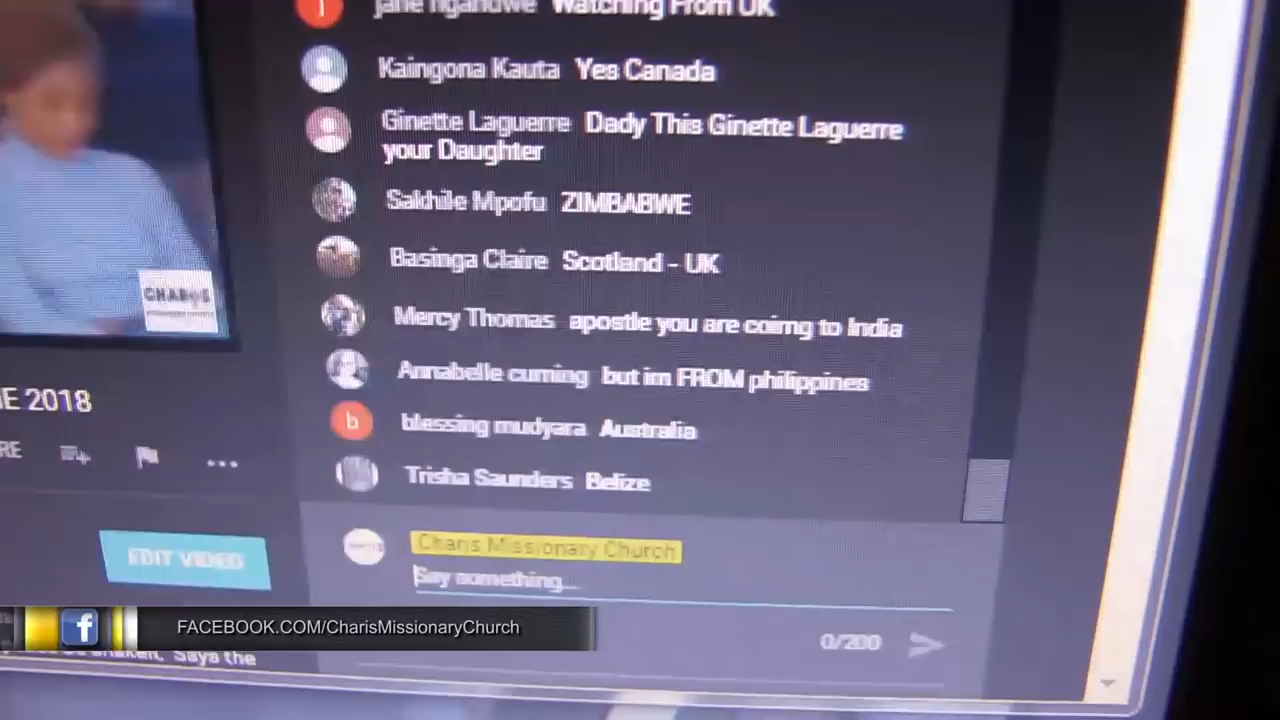 jane ngandwe Watching From UK
Kaingona Kauta Yes Canada
Ginette Laguerre Dady This Ginette Laguerre
your Daughter
Sakhile Mpofu ZIMBABWE
Basinga Claire Scotland - UK
CHARIS
Mercy Thomas apostle you are coimg to India
Annabelle cuming but im FROM philippines
IE 2018
blessing mudyara Australia
RE
Trisha Saunders Belize
EDIT VIDEO
Charis Missionary Church
Say something...
FACEBOOK.COM/CharisMissionaryChurch
0/200
Says the